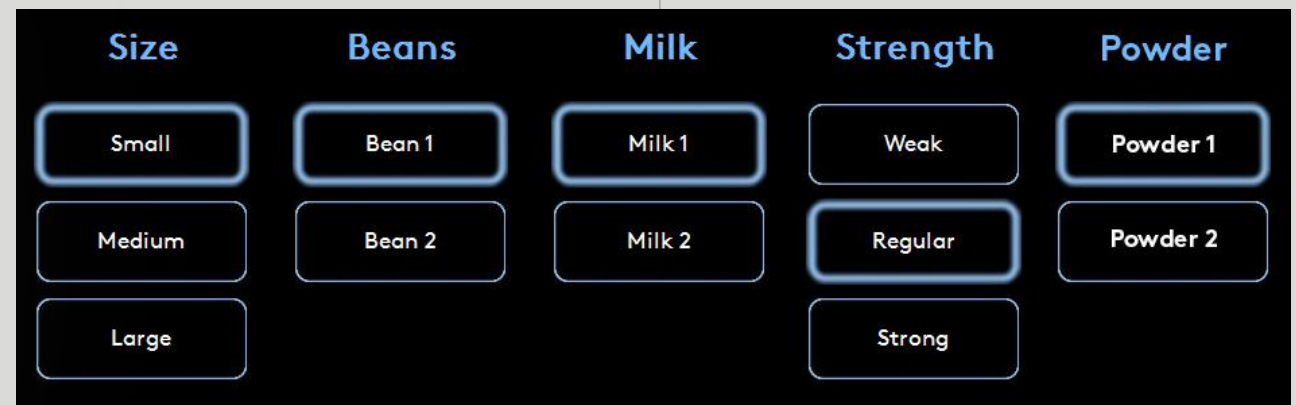 Size Beans Milk Strength Powder
Small Bean 1 Milk 1 Weak Powder 1
Medium Bean 2 Milk 2 Regular Powder 2
Large Strong